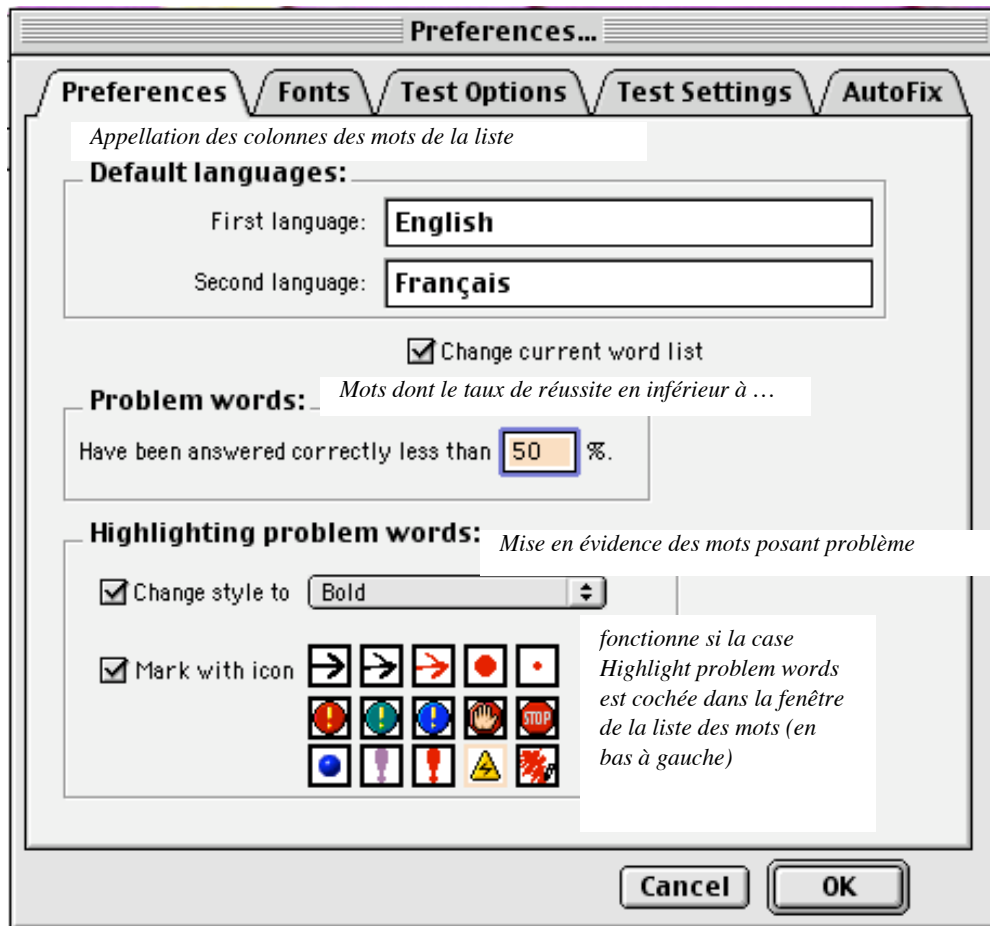 Preferences...
Preferences Fonts Test Options Test Settings AutoFix
Appellation des colonnes des mots de la liste
Default languages:
First language: English
Second language: Français
Change current word list
Mots dont le taux de réussite en inférieur à …
Problem words:
Have been answered correctly less than 50 %.
Highlighting problem words:
Mise en évidence des mots posant problème
Change style to Bold
fonctionne si la case
Highlight problem words
est cochée dans la fenêtre
de la liste des mots (en
bas à gauche)
Mark with icon
STOP
Cancel OK